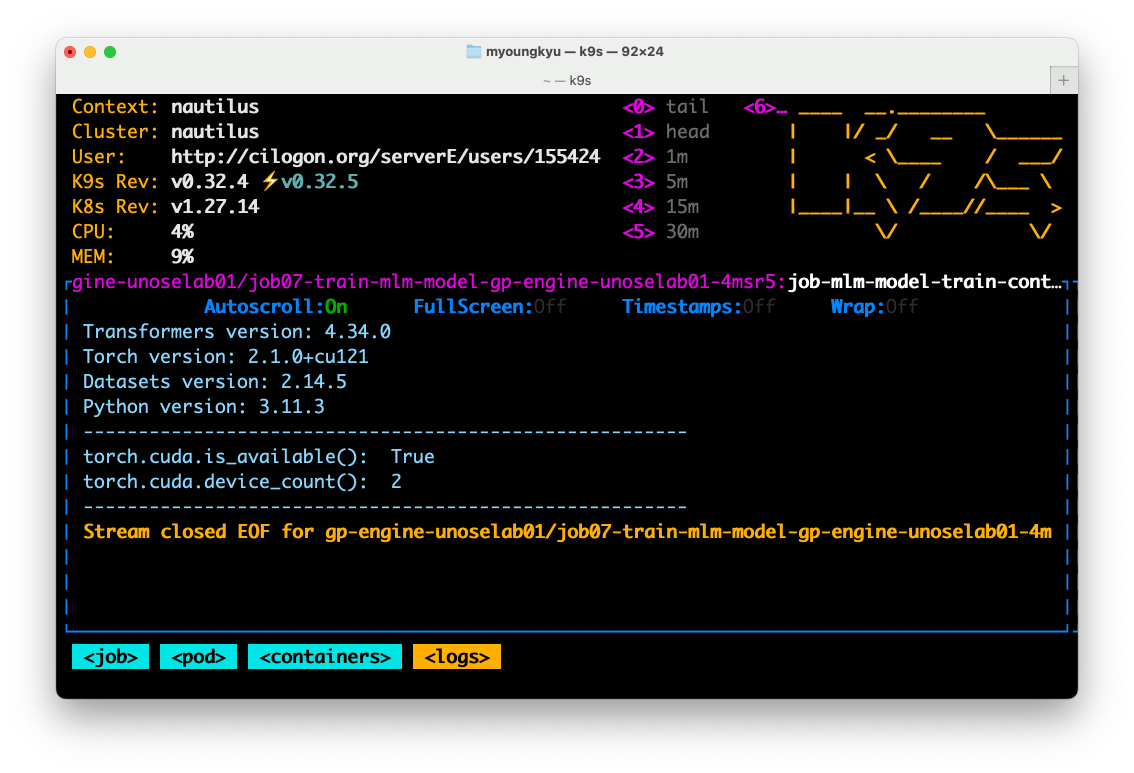 myoungkyu — k9s — 92×24
~ — k9s
+
Context: nautilus <0> tail <6>…
Cluster: nautilus <1> head
User: http://cilogon.org/serverE/users/155424 <2> 1m
K9s Rev: v0.32.4 ⚡v0.32.5 <3> 5m
K8s Rev: v1.27.14 <4> 15m
CPU: 4% <5> 30m
MEM: 9%
gine-unoselab01/job07-train-mlm-model-gp-engine-unoselab01-4msr5:job-mlm-model-train-cont…
Autoscroll:On FullScreen:Off Timestamps:Off Wrap:Off
Transformers version: 4.34.0
Torch version: 2.1.0+cu121
Datasets version: 2.14.5
Python version: 3.11.3
-------------------------------------------------------
torch.cuda.is_available():  True
torch.cuda.device_count():  2
-------------------------------------------------------
Stream closed EOF for gp-engine-unoselab01/job07-train-mlm-model-gp-engine-unoselab01-4m
<job> <pod> <containers> <logs>